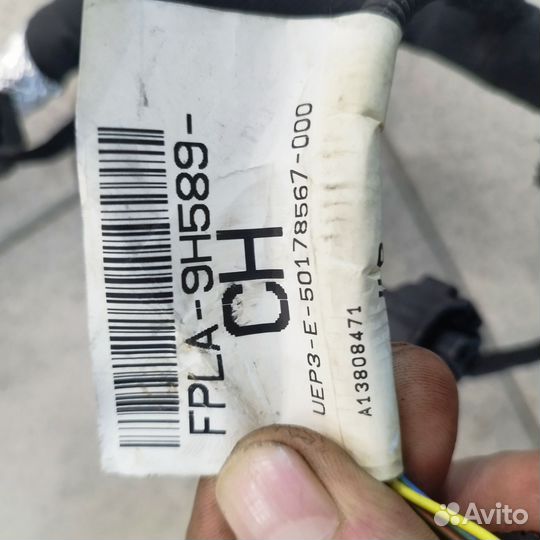 FPLA-9H589-
CH
UEP3-E-50178567-000
A13808471
Avito